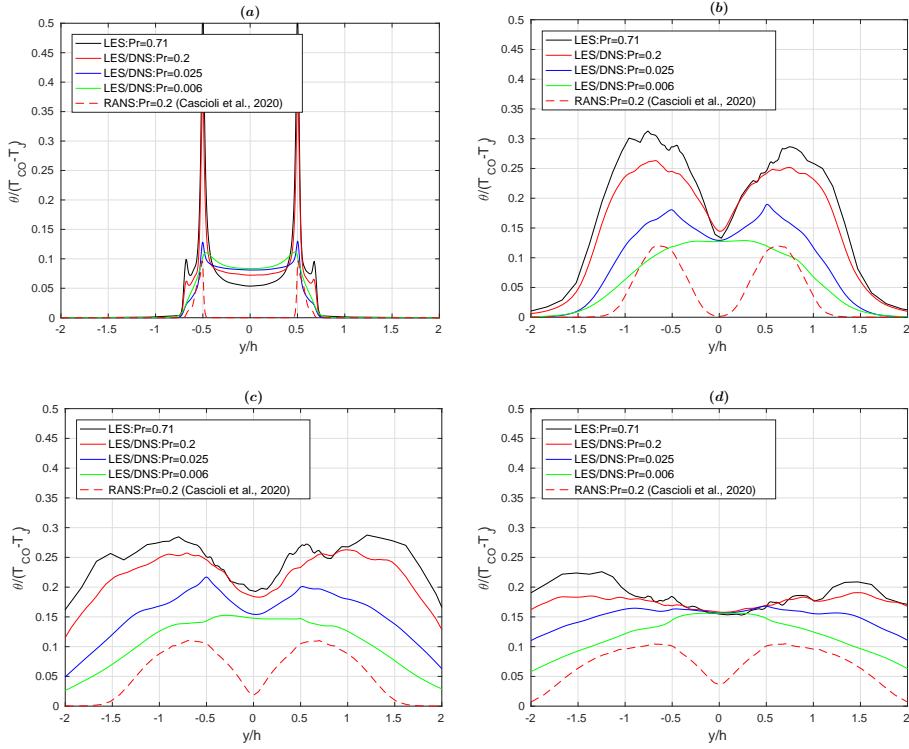 (a)
0.5
0.45
0.4
0.35
0.3
0.25
0.2
0.15
0.1
0.05
0
θ/(T_CO-T_J)
LES:Pr=0.71
LES/DNS:Pr=0.2
LES/DNS:Pr=0.025
LES/DNS:Pr=0.006
RANS:Pr=0.2 (Cascioli et al., 2020)
-2 -1.5 -1 -0.5 0 0.5 1 1.5 2
y/h
(b)
0.5
0.45
0.4
0.35
0.3
0.25
0.2
0.15
0.1
0.05
0
θ/(T_CO-T_J)
LES:Pr=0.71
LES/DNS:Pr=0.2
LES/DNS:Pr=0.025
LES/DNS:Pr=0.006
RANS:Pr=0.2 (Cascioli et al., 2020)
-2 -1.5 -1 -0.5 0 0.5 1 1.5 2
y/h
(c)
0.5
0.45
0.4
0.35
0.3
0.25
0.2
0.15
0.1
0.05
0
θ/(T_CO-T_J)
LES:Pr=0.71
LES/DNS:Pr=0.2
LES/DNS:Pr=0.025
LES/DNS:Pr=0.006
RANS:Pr=0.2 (Cascioli et al., 2020)
-2 -1.5 -1 -0.5 0 0.5 1 1.5 2
y/h
(d)
0.5
0.45
0.4
0.35
0.3
0.25
0.2
0.15
0.1
0.05
0
θ/(T_CO-T_J)
LES:Pr=0.71
LES/DNS:Pr=0.2
LES/DNS:Pr=0.025
LES/DNS:Pr=0.006
RANS:Pr=0.2 (Cascioli et al., 2020)
-2 -1.5 -1 -0.5 0 0.5 1 1.5 2
y/h